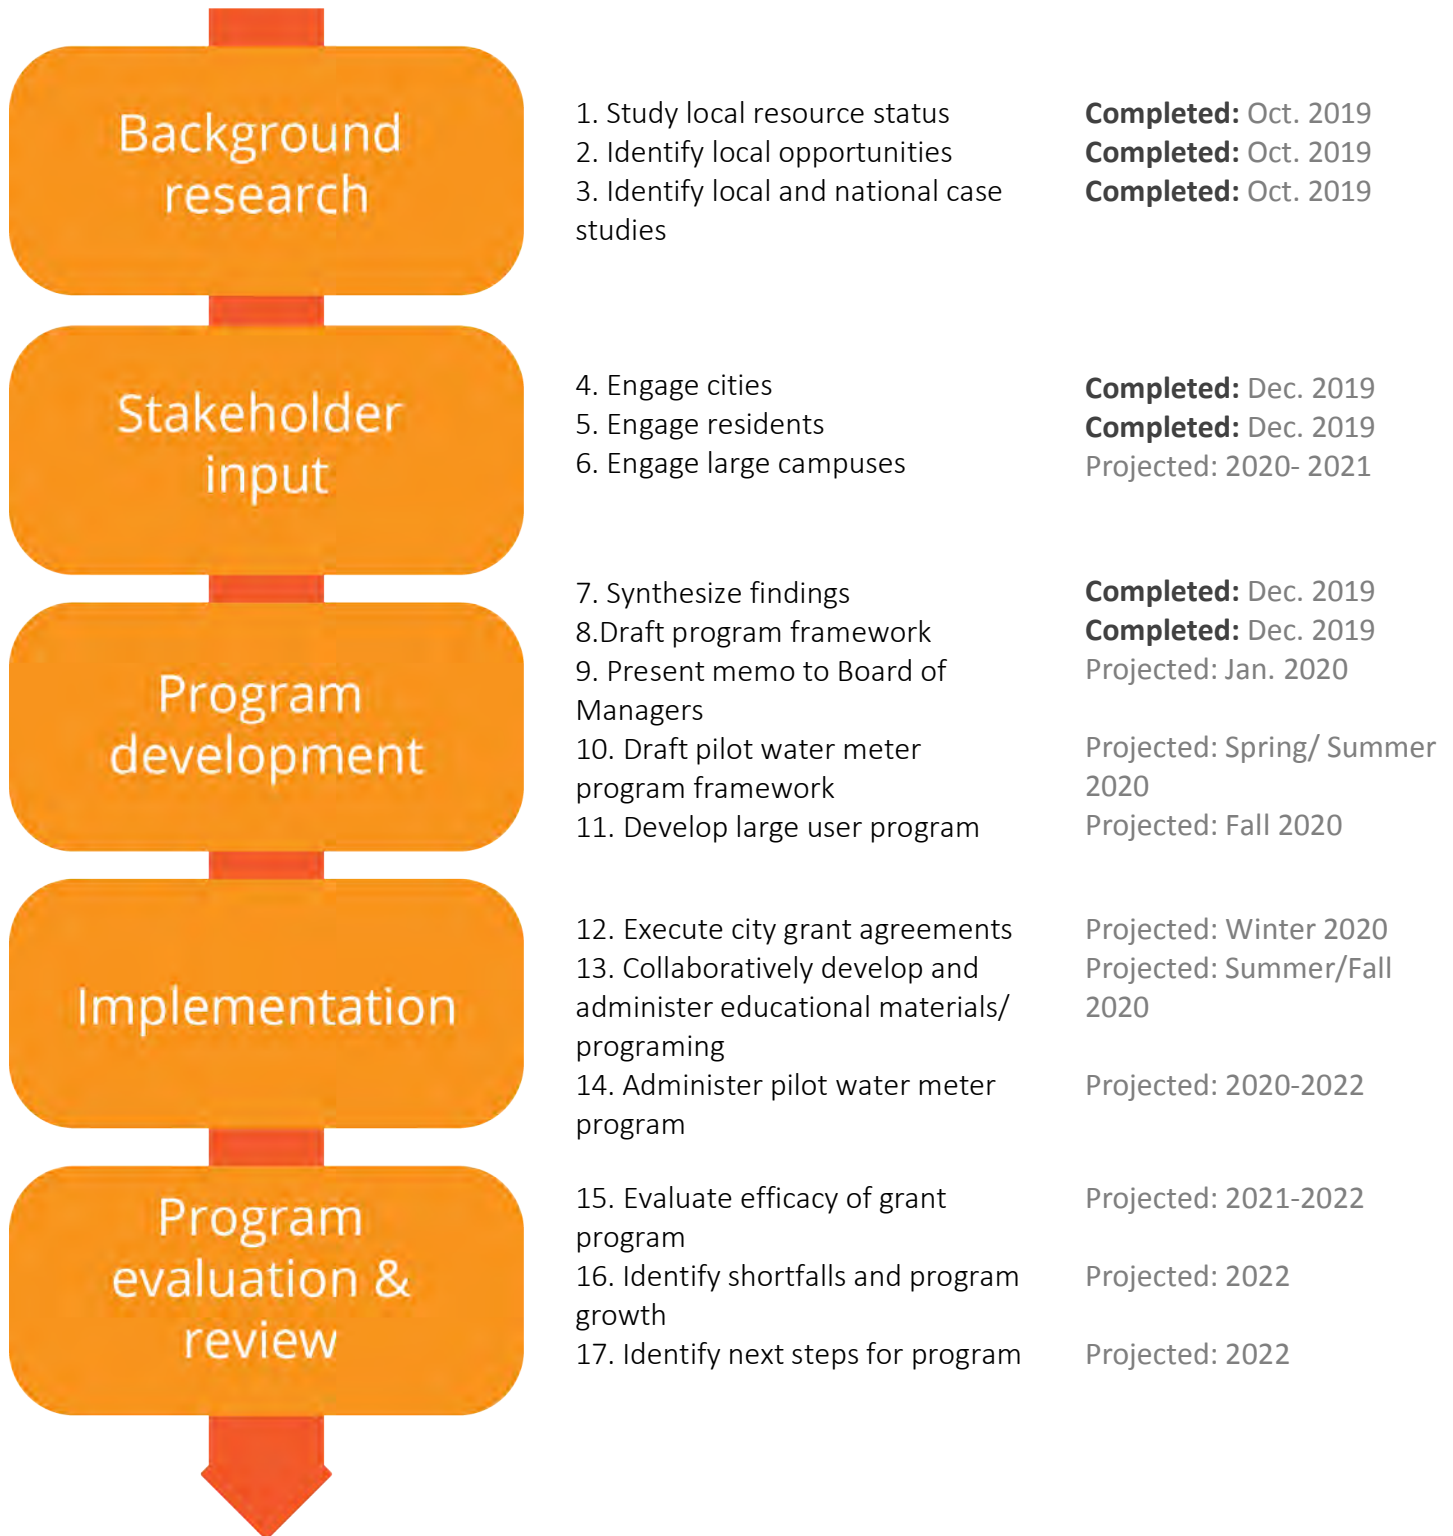 Background
research
1. Study local resource status
2. Identify local opportunities
3. Identify local and national case
studies
Completed: Oct. 2019
Completed: Oct. 2019
Completed: Oct. 2019
Stakeholder
input
4. Engage cities
5. Engage residents
6. Engage large campuses
Completed: Dec. 2019
Completed: Dec. 2019
Projected: 2020- 2021
Program
development
7. Synthesize findings
8.Draft program framework
9. Present memo to Board of
Managers
10. Draft pilot water meter
program framework
11. Develop large user program
Completed: Dec. 2019
Completed: Dec. 2019
Projected: Jan. 2020
Projected: Spring/ Summer
2020
Projected: Fall 2020
Implementation
12. Execute city grant agreements
13. Collaboratively develop and
administer educational materials/
programing
14. Administer pilot water meter
program
Projected: Winter 2020
Projected: Summer/Fall
2020
Projected: 2020-2022
Program
evaluation &
review
15. Evaluate efficacy of grant
program
16. Identify shortfalls and program
growth
17. Identify next steps for program
Projected: 2021-2022
Projected: 2022
Projected: 2022